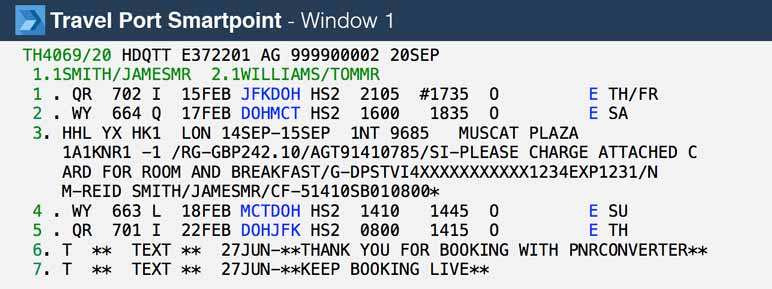 Travel Port Smartpoint - Window 1
TH4069/20 HDQTT E372201 AG 999900002 20SEP
1.1SMITH/JAMESMR 2.1WILLIAMS/TOMMR
1 . QR 702 I 15FEB JFKDOH HS2 2105 #1735 O E TH/FR
2 . WY 664 Q 17FEB DOHMCT HS2 1600 1835 O E SA
3. HHL YX HK1 LON 14SEP-15SEP 1NT 9685 MUSCAT PLAZA
1A1KNR1 -1 /RG-GBP242.10/AGT91410785/SI-PLEASE CHARGE ATTACHED C
ARD FOR ROOM AND BREAKFAST/G-DPSTVI4XXXXXXXXXXX1234EXP1231/N
M-REID SMITH/JAMESMR/CF-51410SB010800*
4 . WY 663 L 18FEB MCTDOH HS2 1410 1445 O E SU
5 . QR 701 I 22FEB DOHJFK HS2 0800 1415 O E TH
6. T ** TEXT ** 27JUN-**THANK YOU FOR BOOKING WITH PNRCONVERTER**
7. T ** TEXT ** 27JUN-**KEEP BOOKING LIVE**